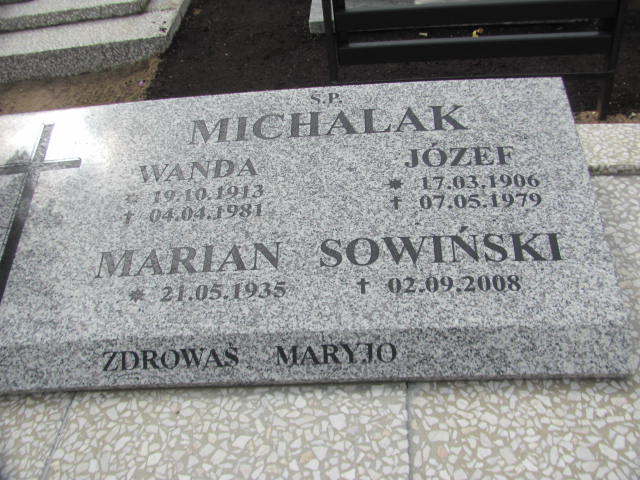 Ś.P.
MICHALAK
WANDA JÓZEF
✷ 19.10.1913 ✷ 17.03.1906
† 04.04.1981 † 07.05.1979
MARIAN SOWIŃSKI
✷ 21.05.1935 † 02.09.2008
ZDROWAŚ MARYJO